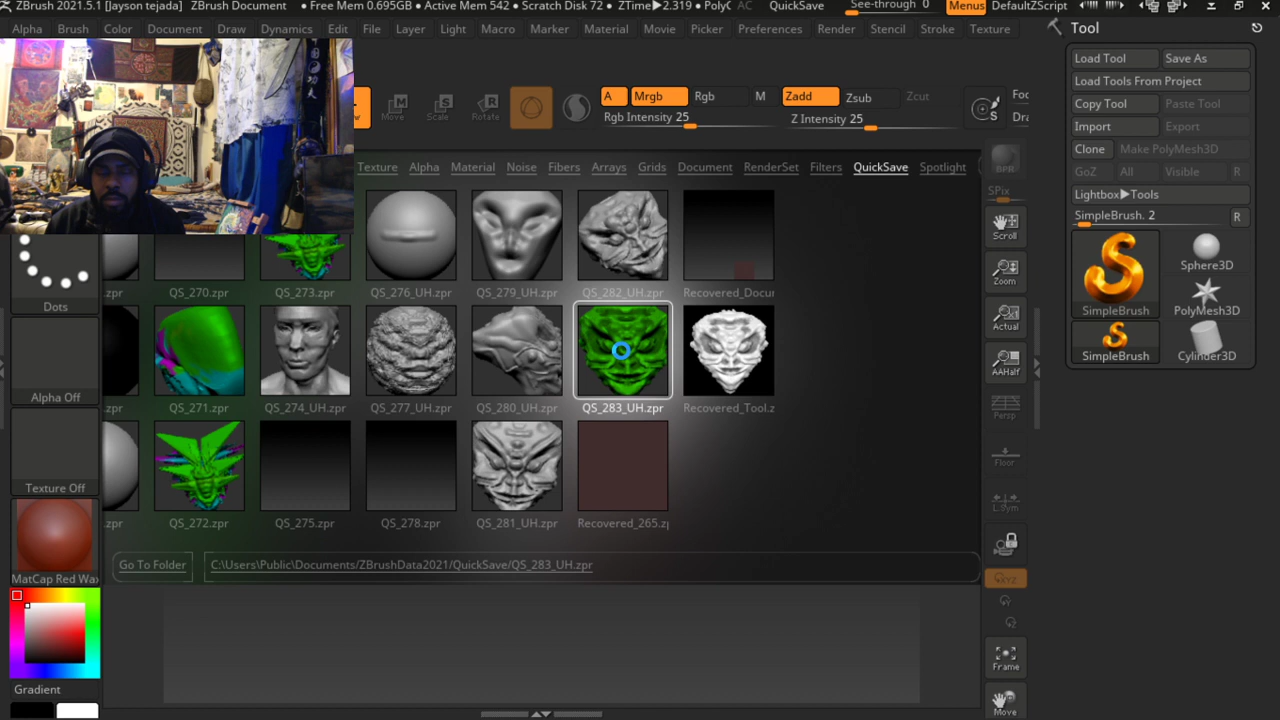 ZBrush 2021.5.1 [Jayson tejada] ZBrush Document ● Free Mem 0.695GB ● Active Mem 542 ● Scratch Disk 72 ● ZTime▶2.319 ● PolyC AC QuickSave See-through 0 Menus DefaultZScript
Alpha Brush Color Document Draw Dynamics Edit File Layer Light Macro Marker Material Movie Picker Preferences Render Stencil Stroke Texture
Move Scale Rotate
A Mrgb Rgb M
Rgb Intensity 25
Zadd Zsub Zcut
Z Intensity 25
Foc
Dra
Texture Alpha Material Noise Fibers Arrays Grids Document RenderSet Filters QuickSave Spotlight
.zpr QS_270.zpr QS_273.zpr QS_276_UH.zpr QS_279_UH.zpr QS_282_UH.zpr Recovered_Docur
.zpr QS_271.zpr QS_274_UH.zpr QS_277_UH.zpr QS_280_UH.zpr QS_283_UH.zpr Recovered_Tool.z
.zpr QS_272.zpr QS_275.zpr QS_278.zpr QS_281_UH.zpr Recovered_265.z
Go To Folder C:\Users\Public\Documents/ZBrushData2021/QuickSave/QS_283_UH.zpr
Dots
Alpha Off
Texture Off
MatCap Red Wax
Gradient
BPR
SPix
Scroll
Zoom
Actual
AAHalf
Persp
Floor
L.Sym
XYZ
Y
Z
Frame
Move
Tool
Load Tool Save As
Load Tools From Project
Copy Tool Paste Tool
Import Export
Clone Make PolyMesh3D
GoZ All Visible R
Lightbox▶Tools
SimpleBrush. 2 R
Sphere3D
SimpleBrush PolyMesh3D
SimpleBrush Cylinder3D